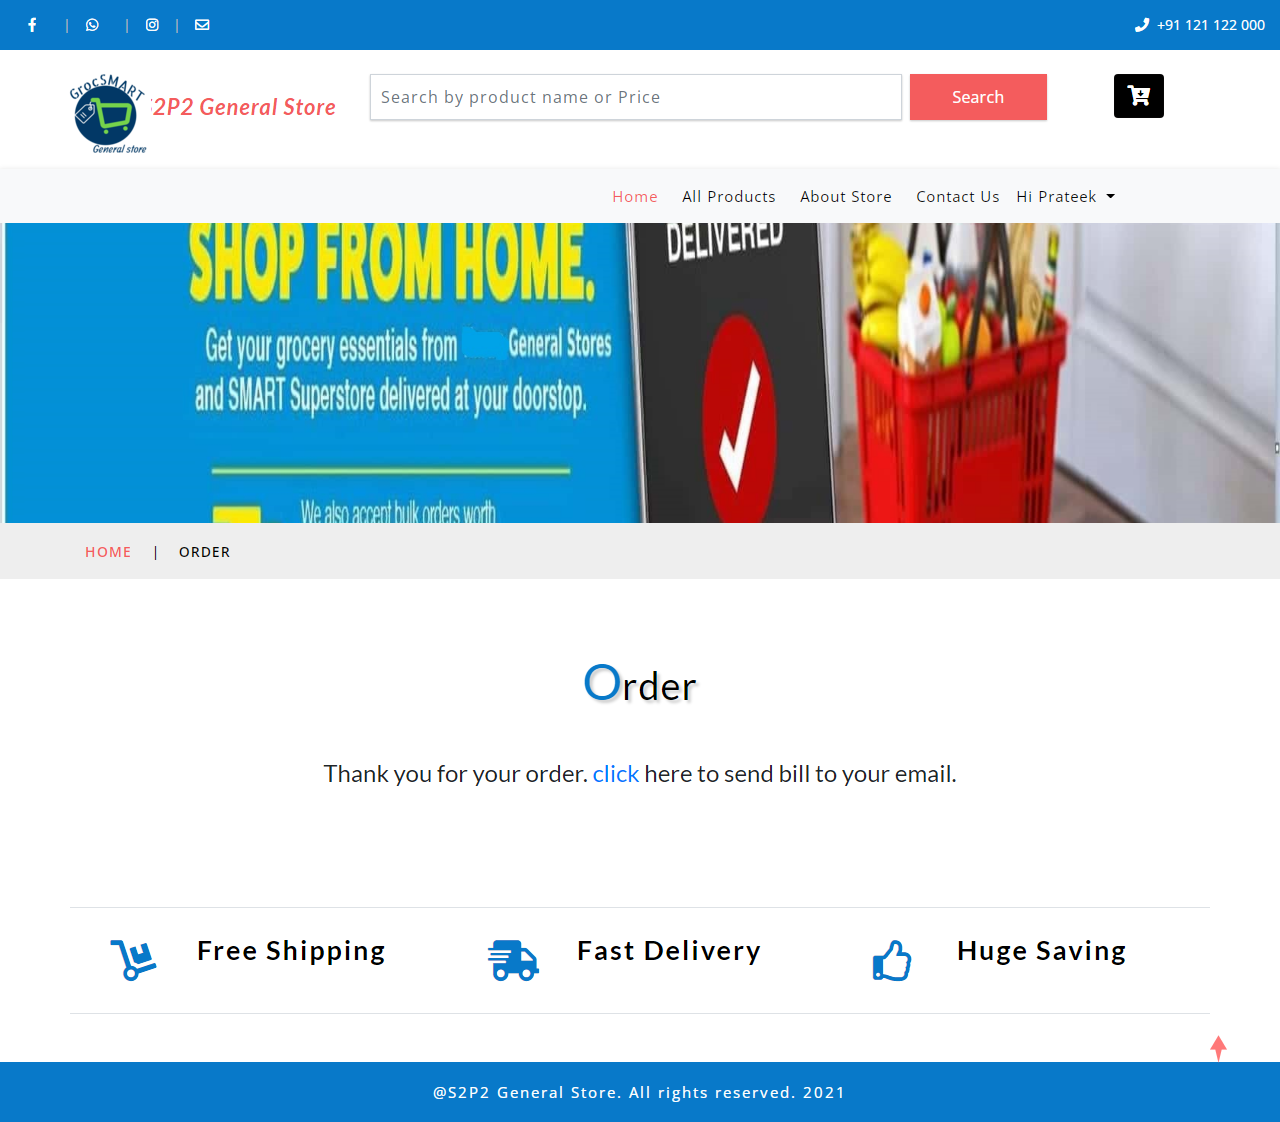 | | |
+91 121 122 000
GrocSMART
General store
S2P2 General Store
Search by product name or Price
Search
Home All Products About Store Contact Us Hi Prateek
SHOP FROM HOME.
Get your grocery essentials from General Stores
and SMART Superstore delivered at your doorstop.
We also accept bulk orders worth
DELIVERED
HOME | ORDER
Order
Thank you for your order. click here to send bill to your email.
Free Shipping
Fast Delivery
Huge Saving
@S2P2 General Store. All rights reserved. 2021